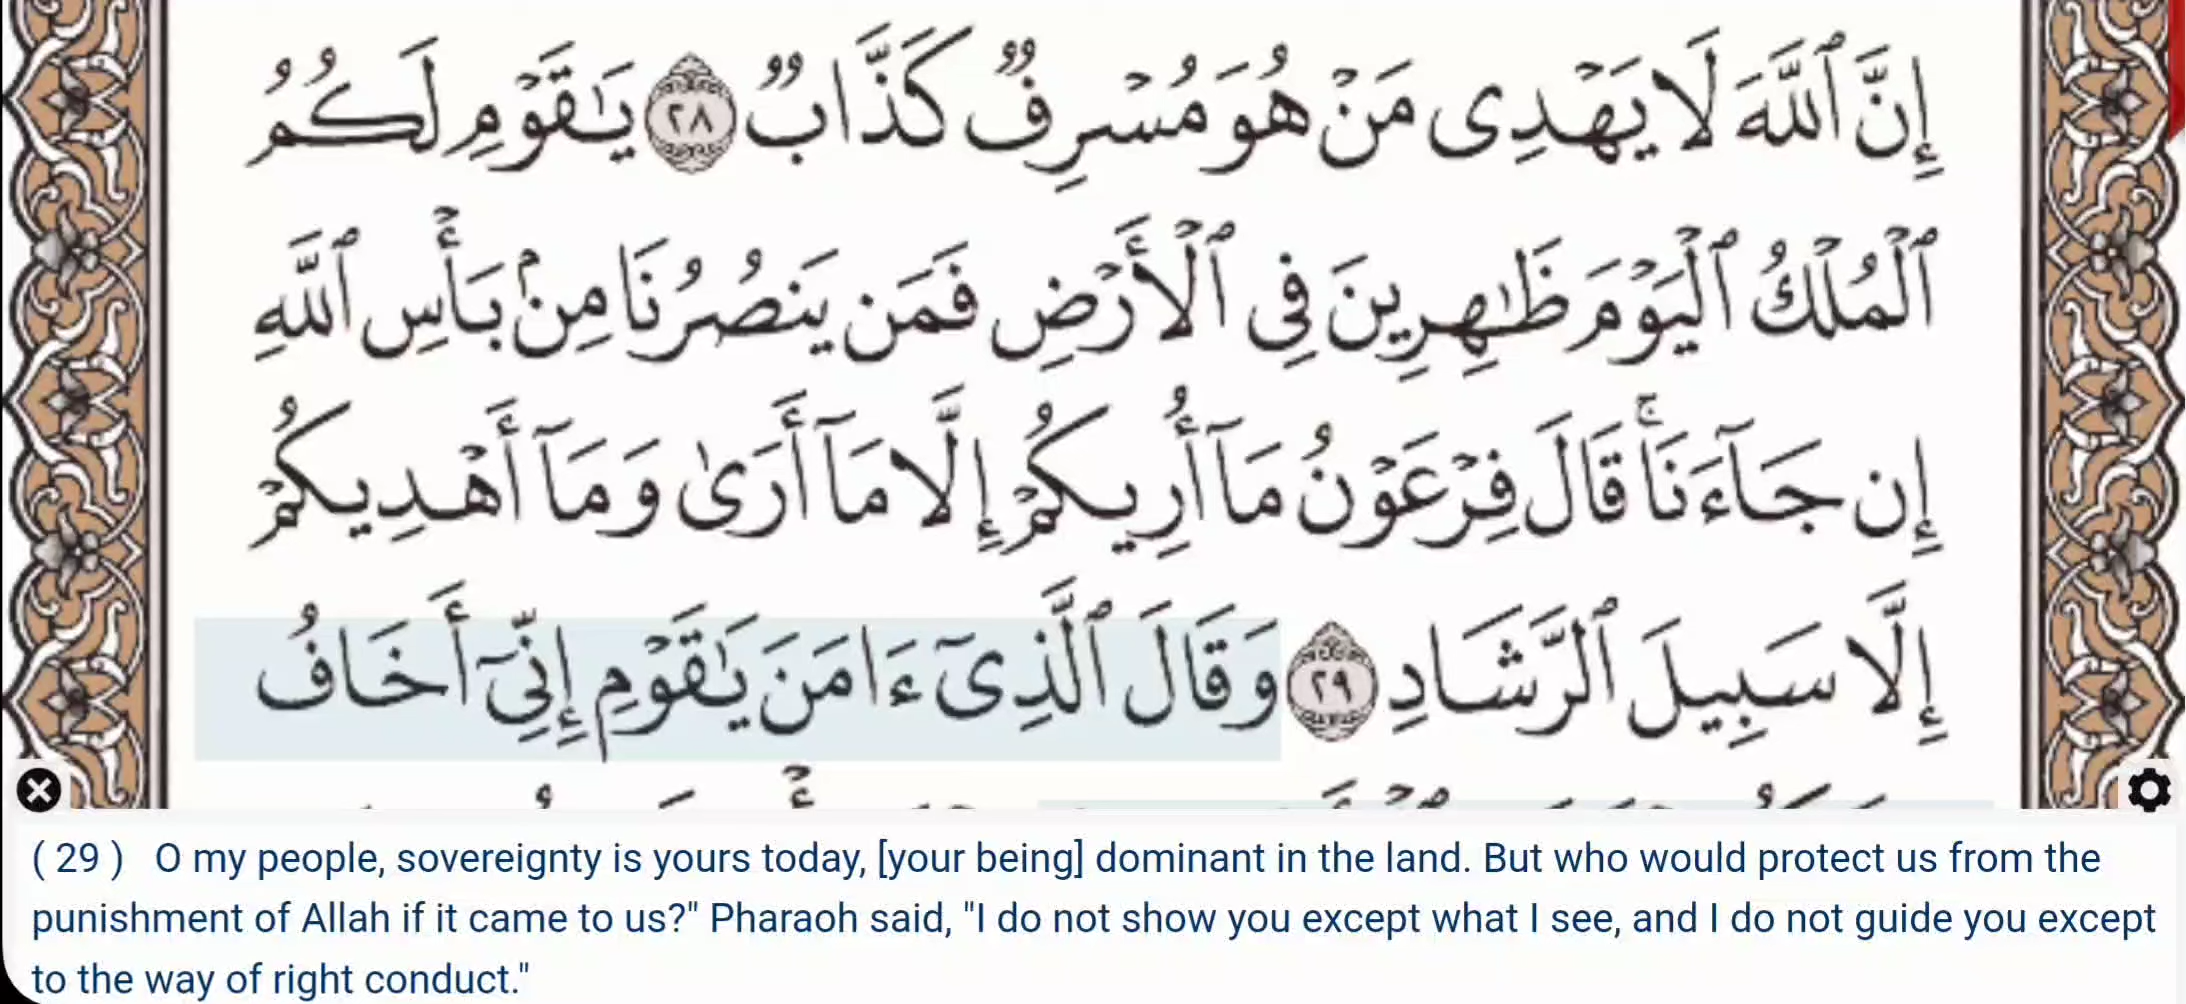 إِنَّ ٱللَّهَ لَا يَهْدِى مَنْ هُوَ مُسْرِفٌ كَذَّابٌ ٢٨ يَٰقَوْمِ لَكُمُ
ٱلْمُلْكُ ٱلْيَوْمَ ظَٰهِرِينَ فِى ٱلْأَرْضِ فَمَن يَنصُرُنَا مِنۢ بَأْسِ ٱللَّهِ
إِن جَآءَنَا ۚ قَالَ فِرْعَوْنُ مَآ أُرِيكُمْ إِلَّا مَآ أَرَىٰ وَمَآ أَهْدِيكُمْ
إِلَّا سَبِيلَ ٱلرَّشَادِ ٢٩ وَقَالَ ٱلَّذِىٓ ءَامَنَ يَٰقَوْمِ إِنِّىٓ أَخَافُ
( 29 ) O my people, sovereignty is yours today, [your being] dominant in the land. But who would protect us from the
punishment of Allah if it came to us?" Pharaoh said, "I do not show you except what I see, and I do not guide you except
to the way of right conduct."